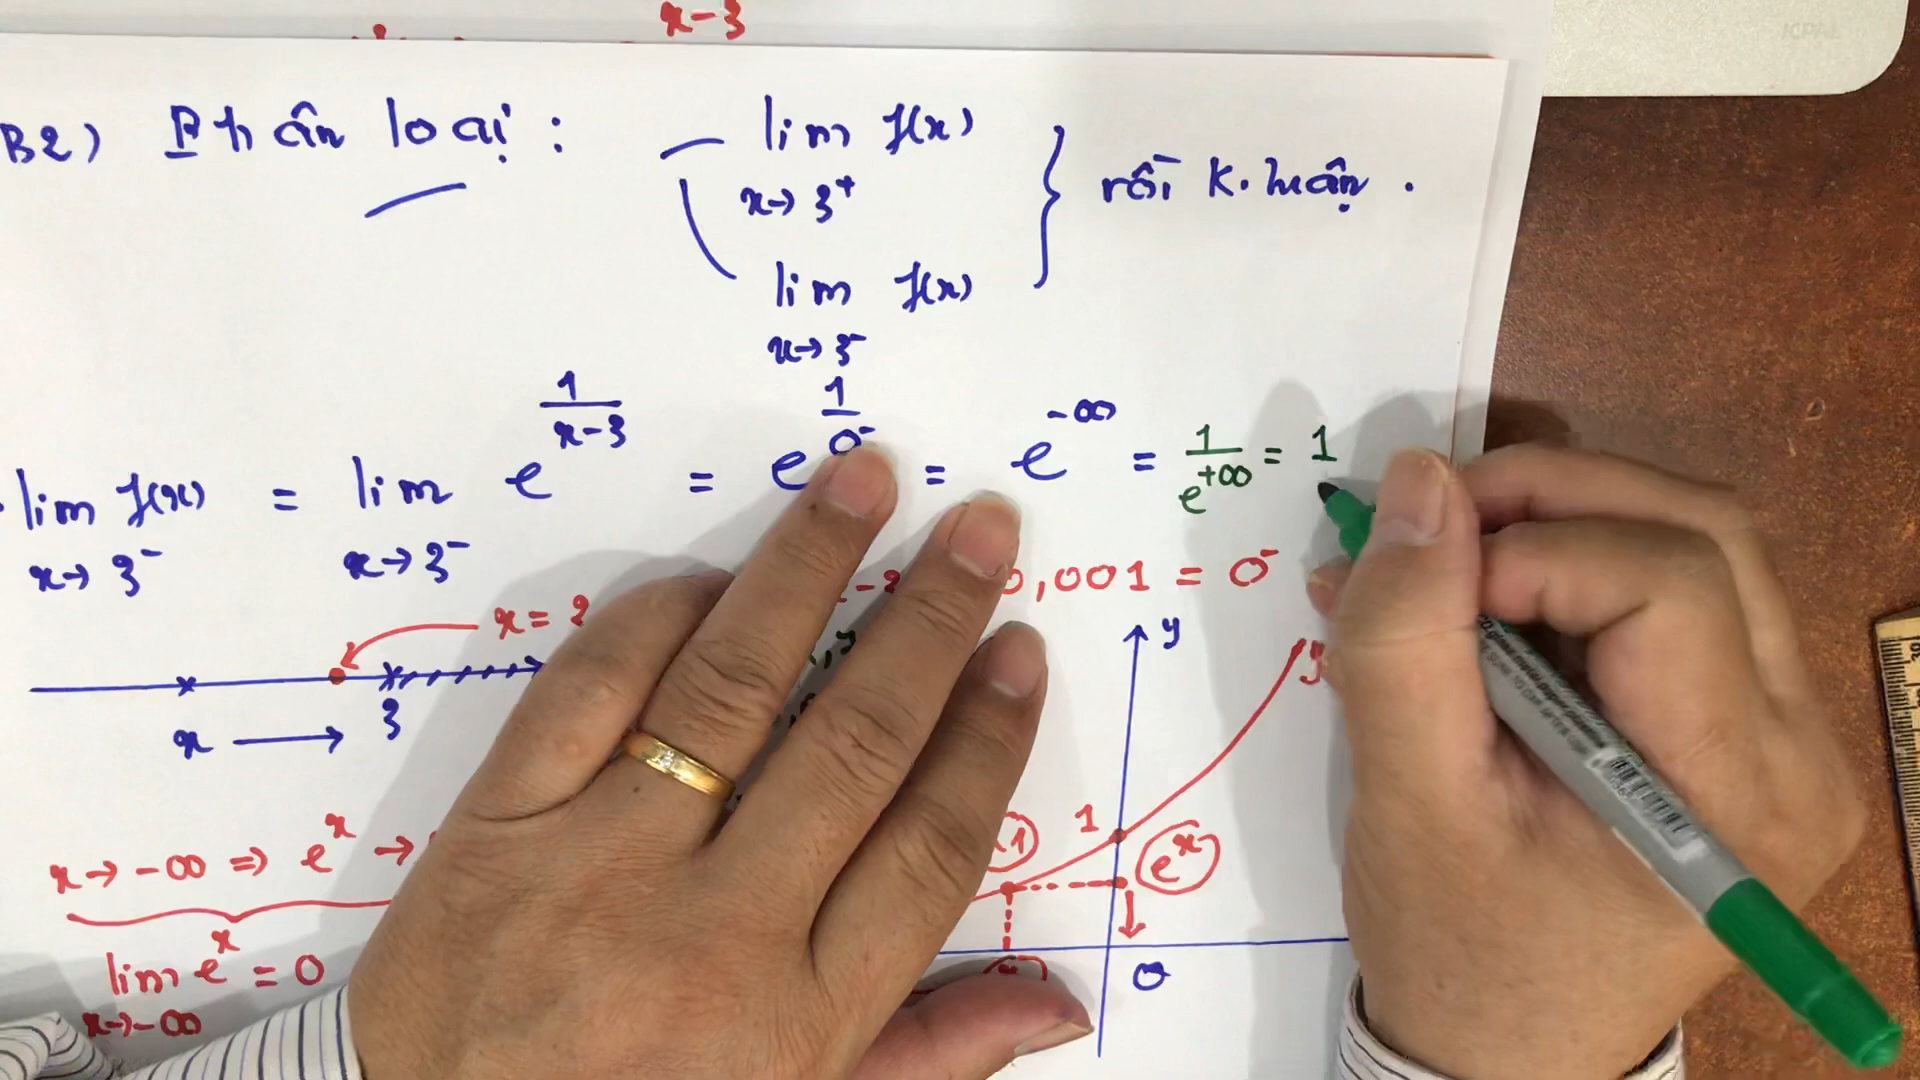 x-3
B2) Phân loại : lim f(x) } rồi K.luận .
x→3⁺
lim f(x)
x→3⁻
lim f(x) = lim e^(1/(x-3)) = e^(1/0⁻) = e^(-∞) = 1/e^(+∞) = 1
x→3⁻ x→3⁻
0,001 = 0⁻
x = 2
y
3
x →
1
e^x
x→-∞ ⇒ e^x →
lim e^x = 0
x→-∞
0